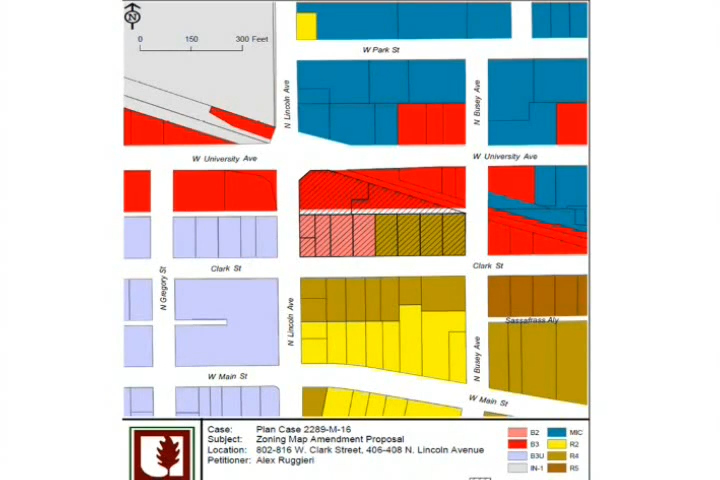 N
0 150 300 Feet
W Park St
N Lincoln Ave
N Busey Ave
W University Ave
W University Ave
Clark St
Clark St
N Gregory St
N Lincoln Ave
Sassafrass Aly
N Busey Ave
W Main St
W Main St
Case: Plan Case 2289-M-16
Subject: Zoning Map Amendment Proposal
Location: 802-816 W. Clark Street, 406-408 N. Lincoln Avenue
Petitioner: Alex Ruggieri
B2 MIC
B3 R2
B3U R4
IN-1 R5